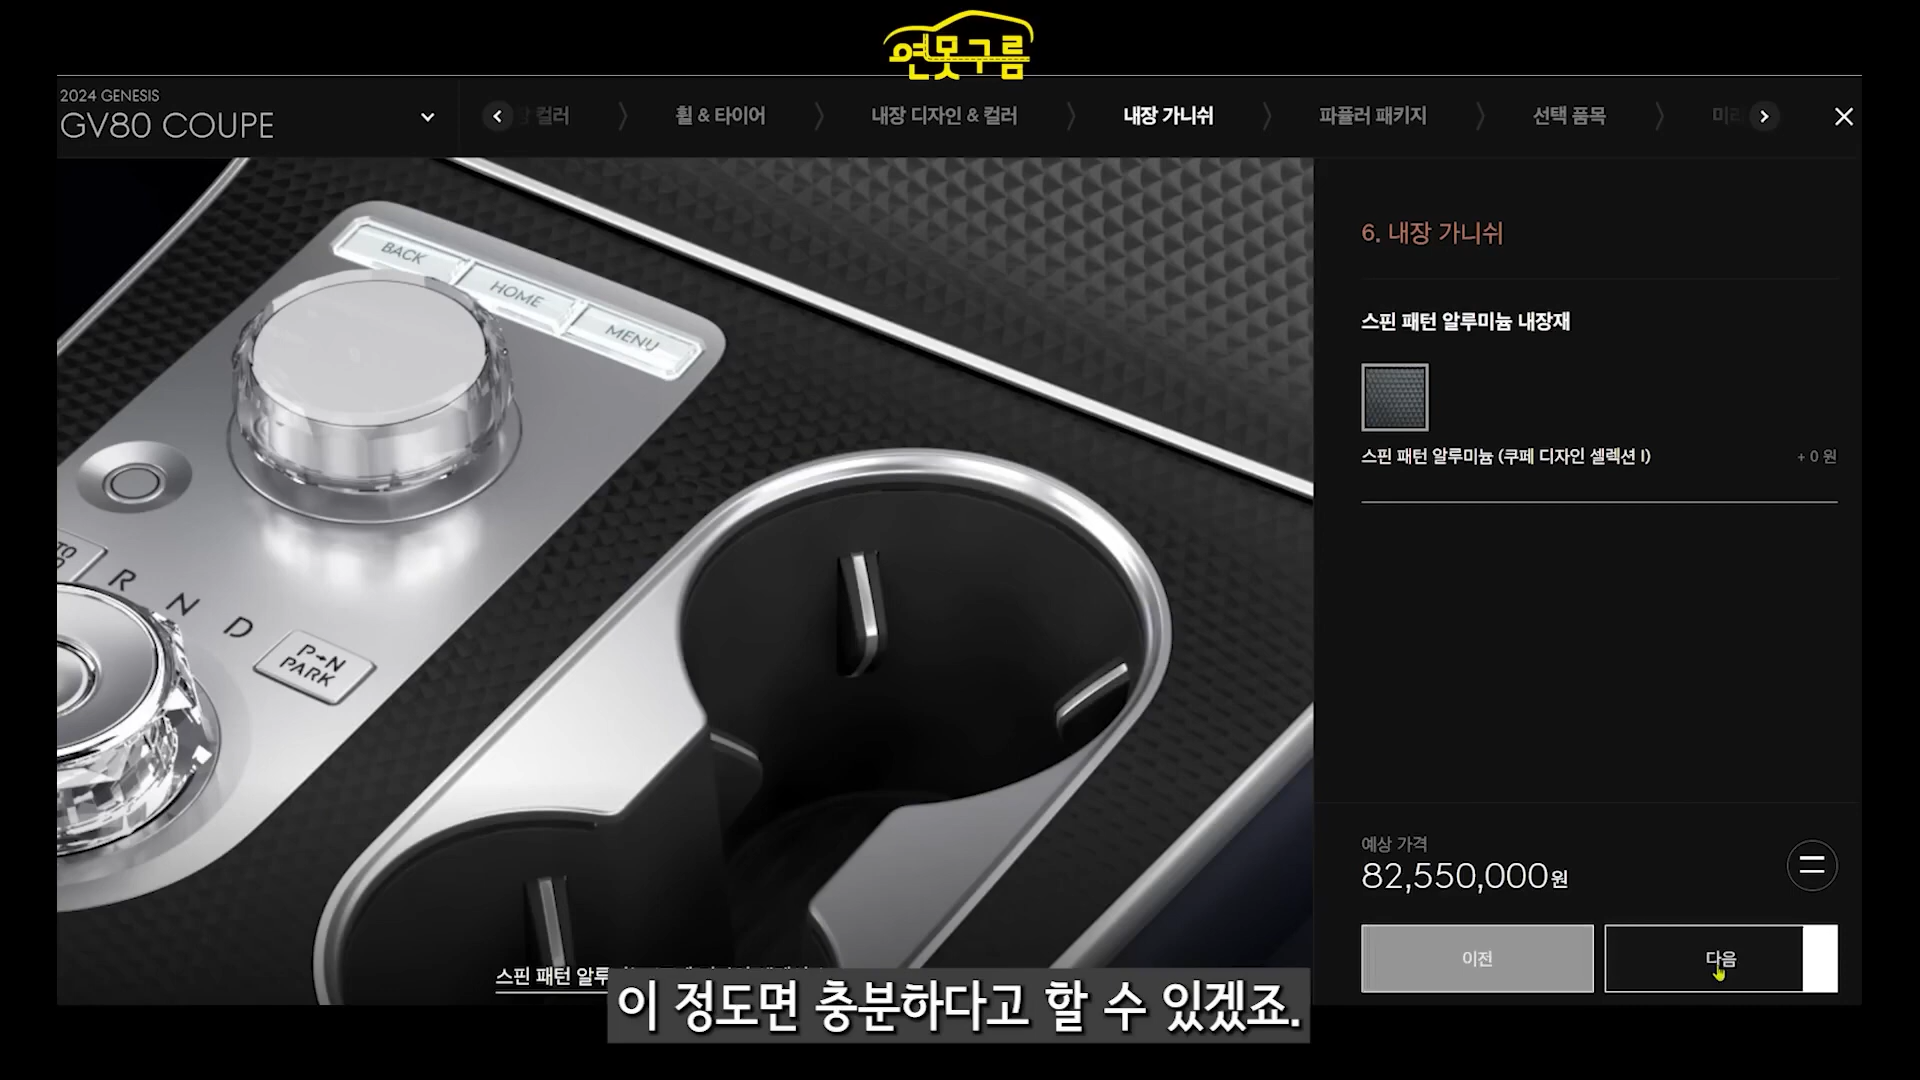 연못구름
2024 GENESIS
GV80 COUPE
컬러
휠 & 타이어
내장 디자인 & 컬러
내장 가니쉬
파퓰러 패키지
선택 품목
BACK
HOME
MENU
R
N
D
P→N
PARK
6. 내장 가니쉬
스핀 패턴 알루미늄 내장재
스핀 패턴 알루미늄 (쿠페 디자인 셀렉션 I)
+ 0 원
예상 가격
82,550,000원
이전
다음
스핀 패턴
이 정도면 충분하다고 할 수 있겠죠.